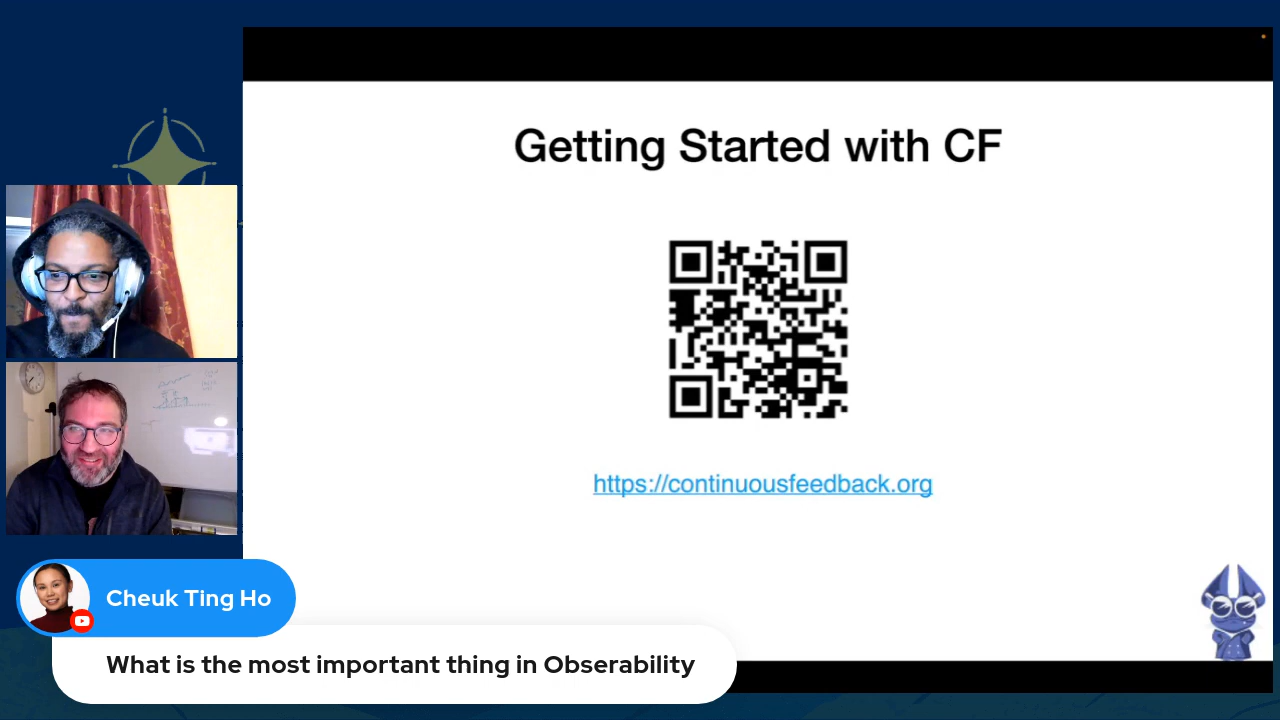 Getting Started with CF
https://continuousfeedback.org
Cheuk Ting Ho
What is the most important thing in Obserability